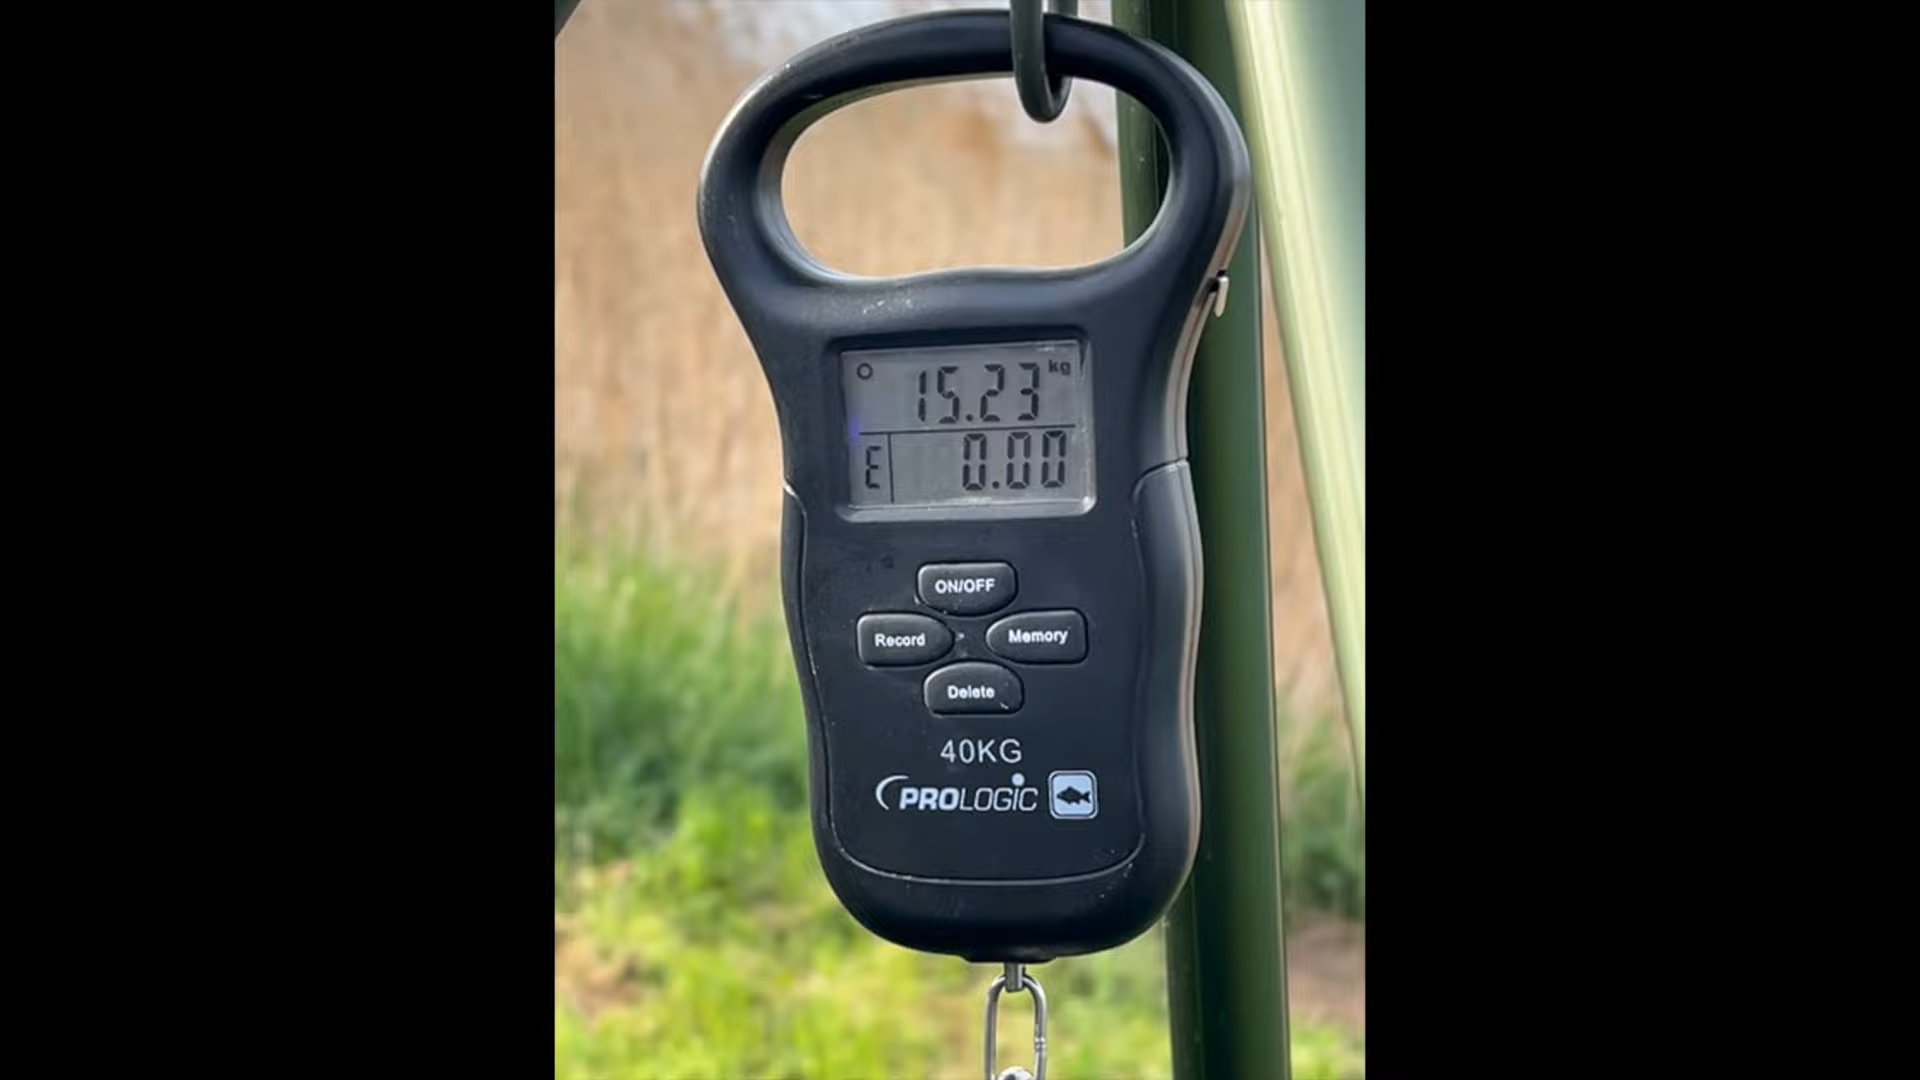 15.23 kg
E 0.00
ON/OFF
Record Memory
Delete
40KG
PROLOGIC